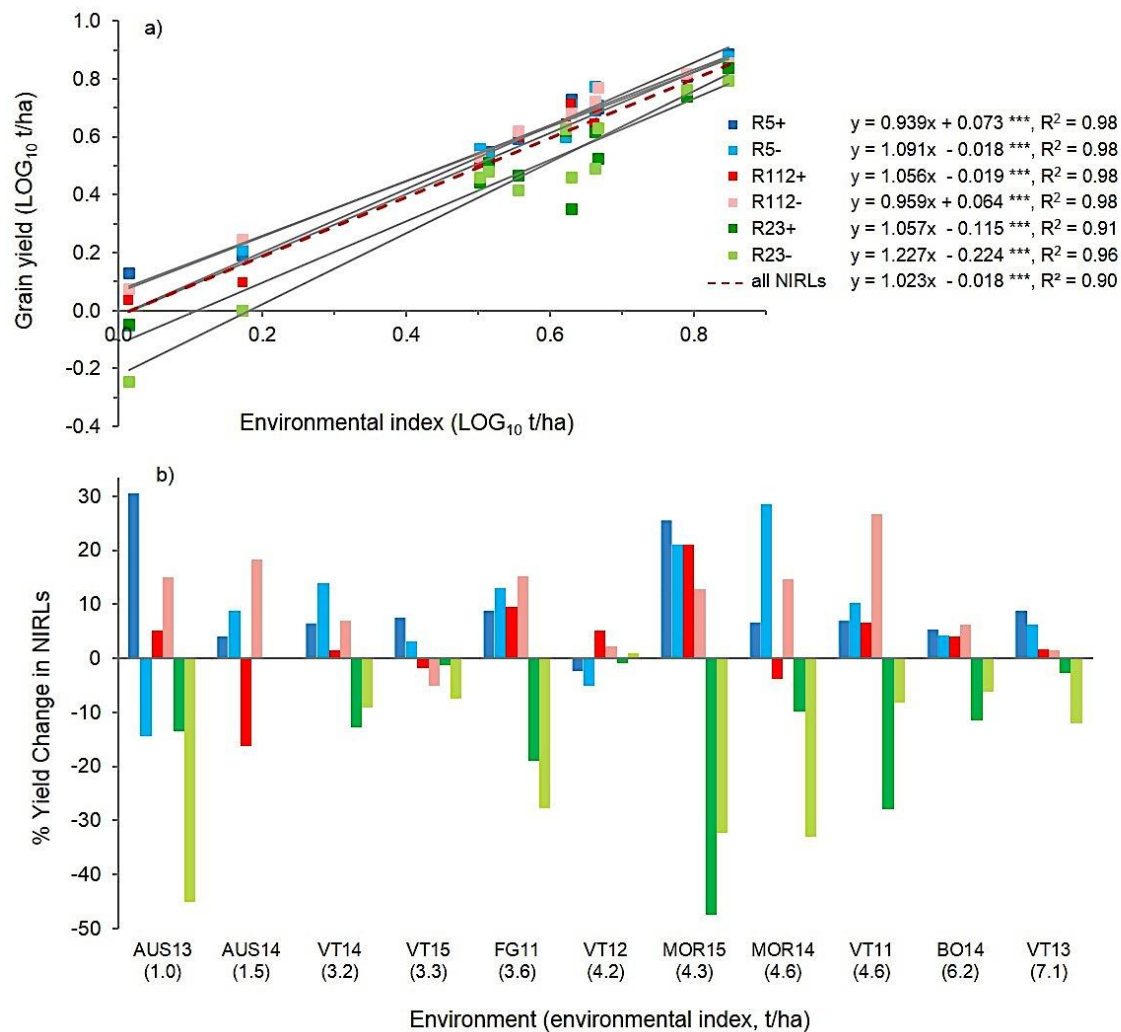 a)
1.0
0.8
0.6
0.4
0.2
0.0
-0.2
-0.4
Grain yield (LOG₁₀ t/ha)
0.0 0.2 0.4 0.6 0.8
Environmental index (LOG₁₀ t/ha)
R5+ y = 0.939x + 0.073 ***, R² = 0.98
R5- y = 1.091x - 0.018 ***, R² = 0.98
R112+ y = 1.056x - 0.019 ***, R² = 0.98
R112- y = 0.959x + 0.064 ***, R² = 0.98
R23+ y = 1.057x - 0.115 ***, R² = 0.91
R23- y = 1.227x - 0.224 ***, R² = 0.96
all NIRLs y = 1.023x - 0.018 ***, R² = 0.90
b)
30
20
10
0
-10
-20
-30
-40
-50
% Yield Change in NIRLs
AUS13 AUS14 VT14 VT15 FG11 VT12 MOR15 MOR14 VT11 BO14 VT13
(1.0) (1.5) (3.2) (3.3) (3.6) (4.2) (4.3) (4.6) (4.6) (6.2) (7.1)
Environment (environmental index, t/ha)